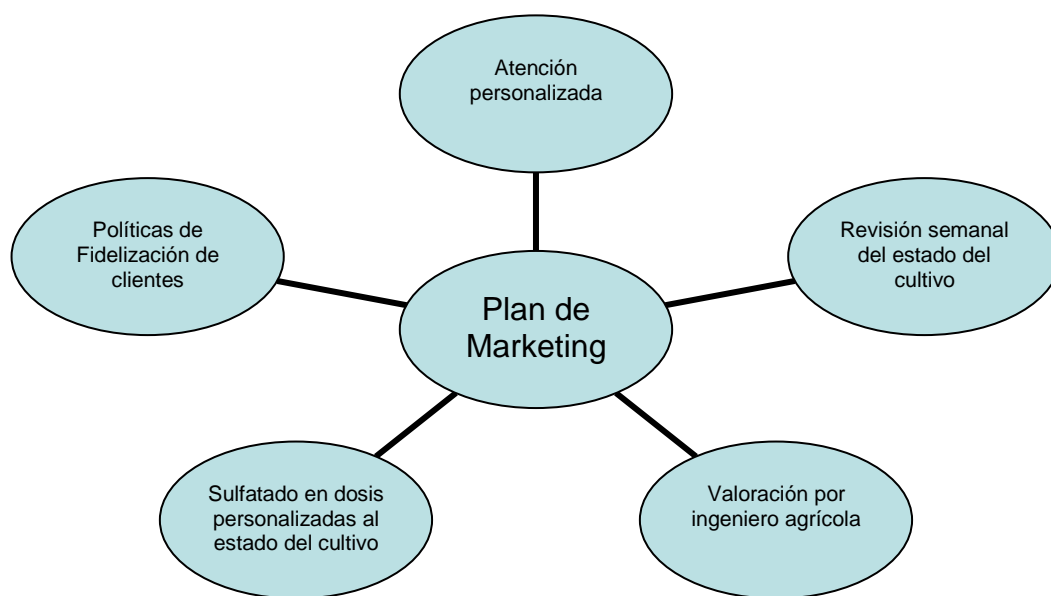 Atención
personalizada
Políticas de
Fidelización de
clientes
Revisión semanal
del estado del
cultivo
Plan de
Marketing
Sulfatado en dosis
personalizadas al
estado del cultivo
Valoración por
ingeniero agrícola